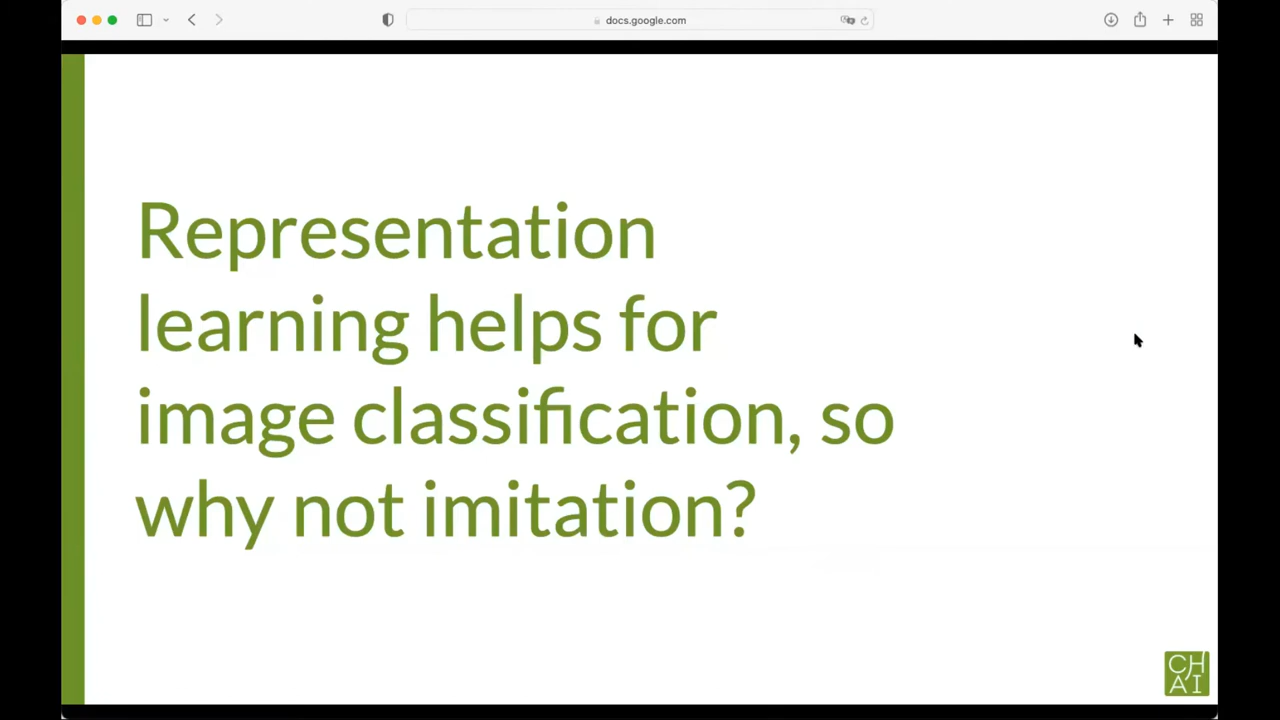 docs.google.com
Representation
learning helps for
image classification, so
why not imitation?
CH
AI